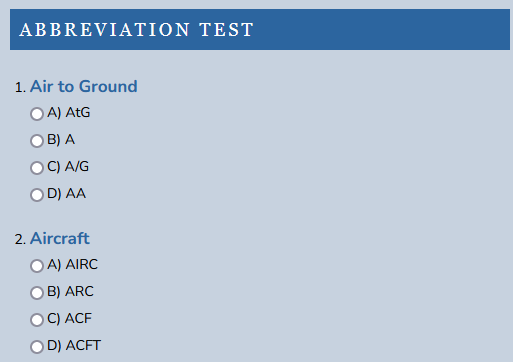 ABBREVIATION TEST
1. Air to Ground
A) AtG
B) A
C) A/G
D) AA
2. Aircraft
A) AIRC
B) ARC
C) ACF
D) ACFT